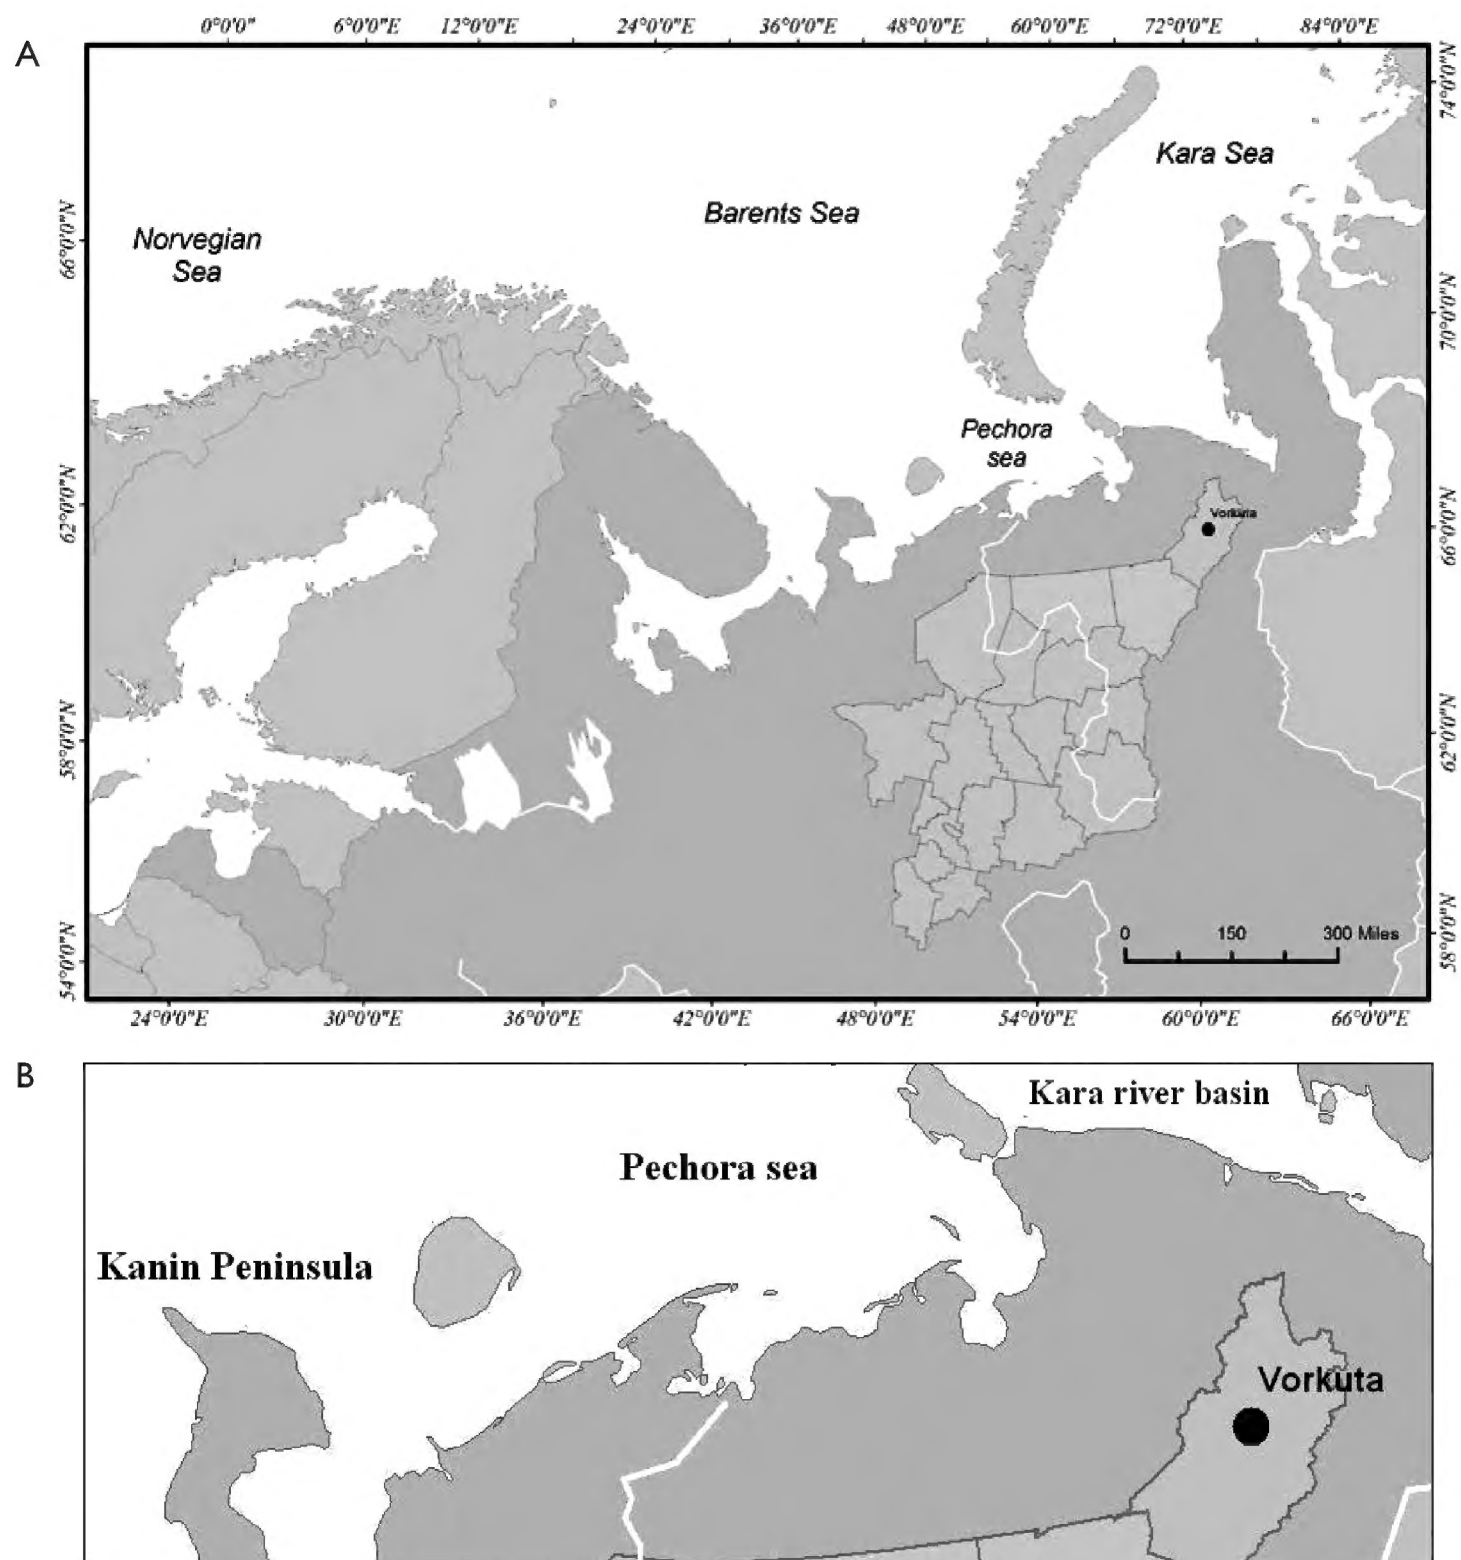 0°0'0" 6°0'0"E 12°0'0"E 24°0'0"E 36°0'0"E 48°0'0"E 60°0'0"E 72°0'0"E 84°0'0"E
A
74°0'0"N
Kara Sea
Barents Sea
66°0'0"N
Norvegian
Sea
70°0'0"N
Pechora
sea
62°0'0"N
Vorkuta
66°0'0"N
58°0'0"N
62°0'0"N
0 150 300 Miles
54°0'0"N
58°0'0"N
24°0'0"E 30°0'0"E 36°0'0"E 42°0'0"E 48°0'0"E 54°0'0"E 60°0'0"E 66°0'0"E
B
Kara river basin
Pechora sea
Kanin Peninsula
Vorkuta